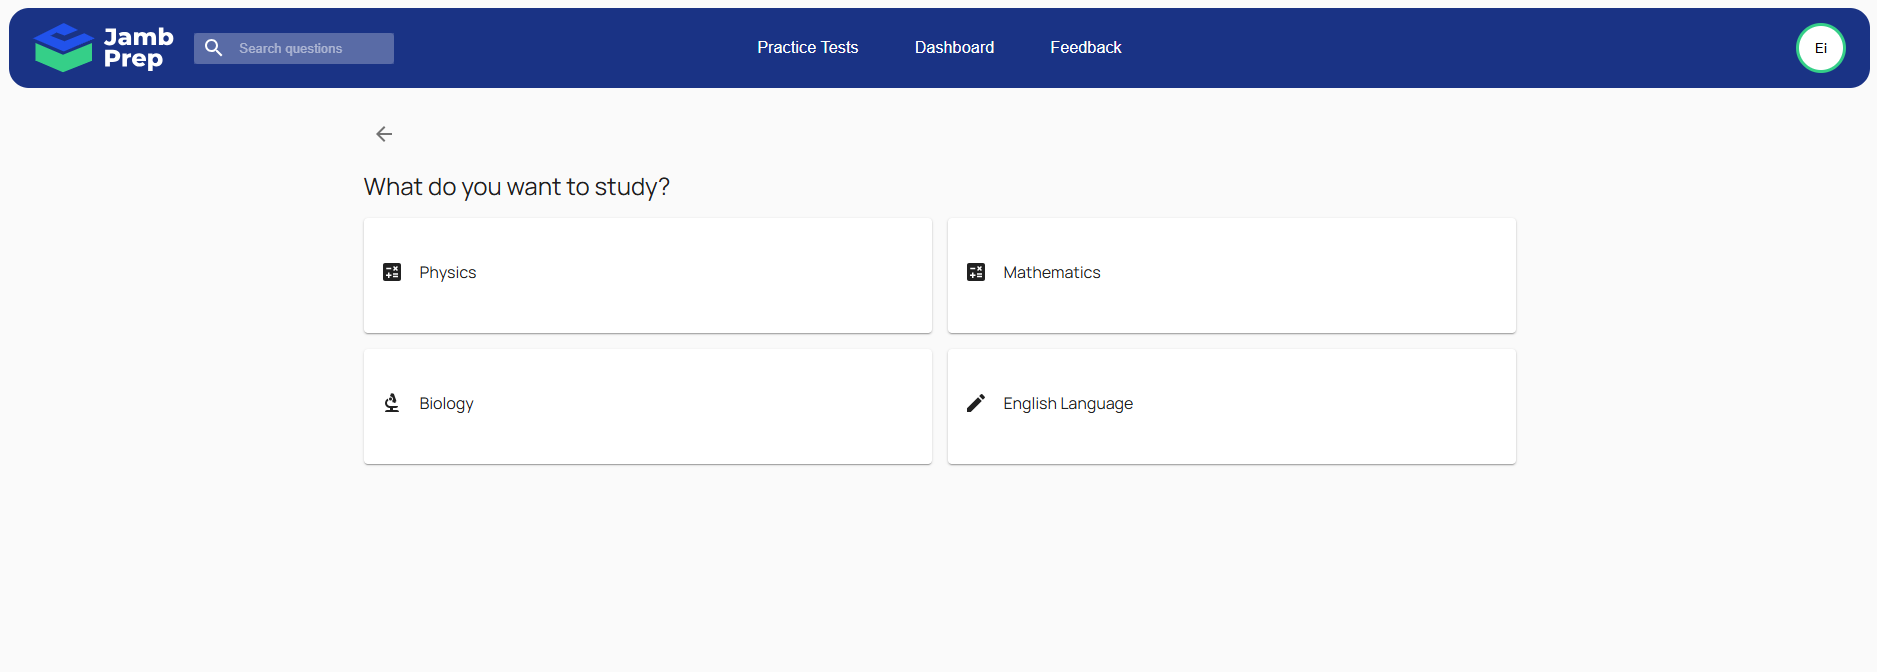 Jamb
Prep
Search questions
Practice Tests
Dashboard
Feedback
Ei
What do you want to study?
Physics
Mathematics
Biology
English Language